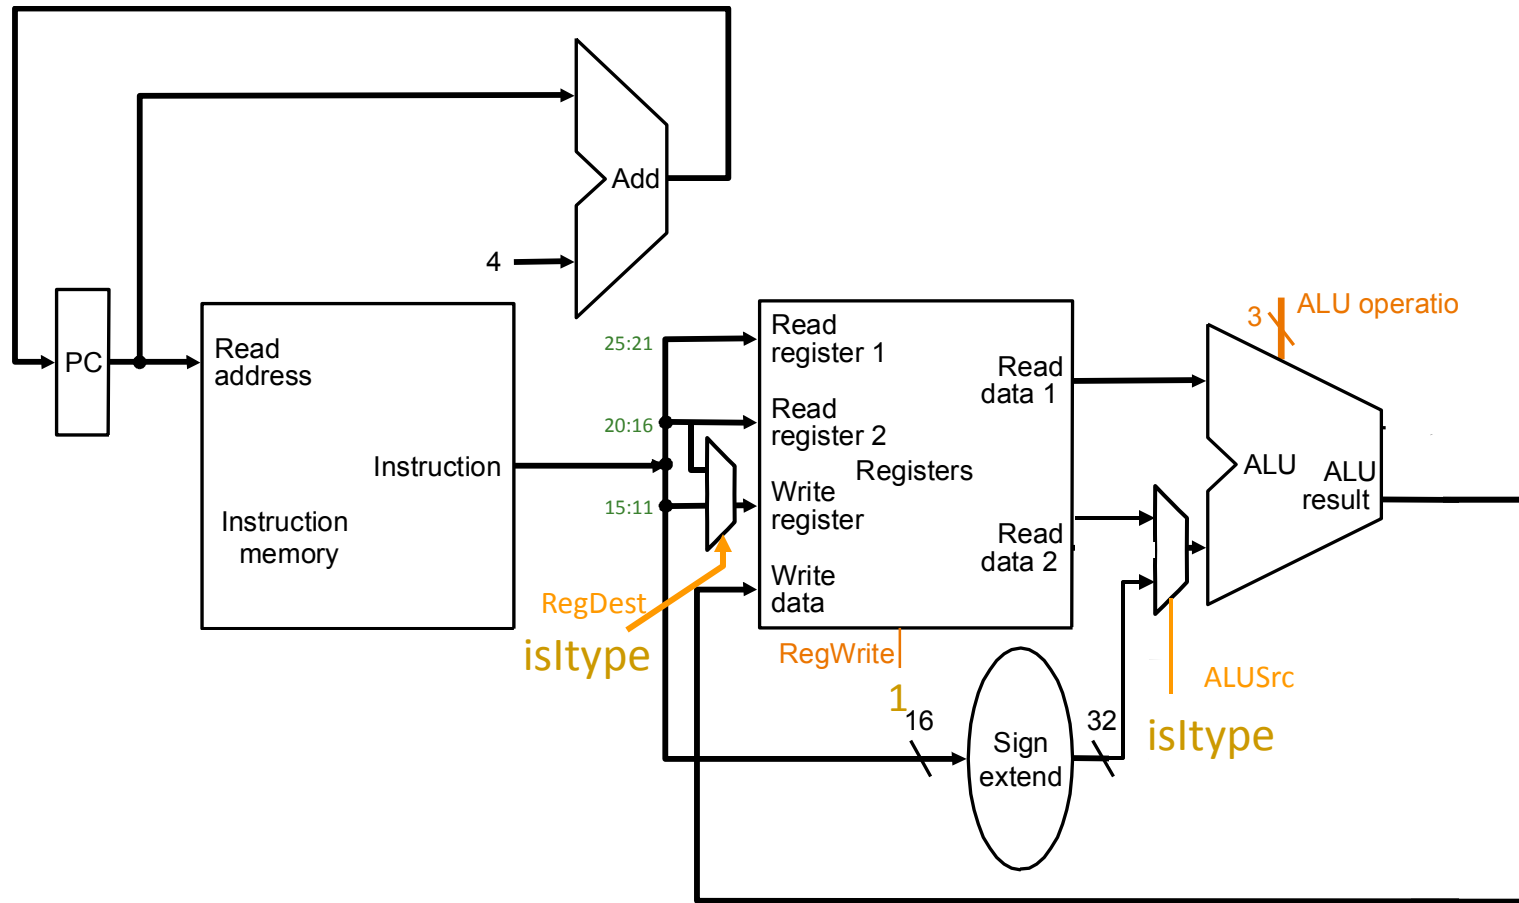 Add
4
PC
Read
address
Instruction
Instruction
memory
25:21
20:16
15:11
RegDest
isItype
Read
register 1
Read
register 2
Registers
Write
register
Write
data
Read
data 1
Read
data 2
RegWrite
1
16
Sign
extend
32
ALUSrc
isItype
3
ALU operatio
ALU
ALU
result